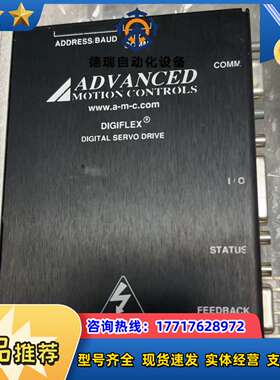 ADDRESS/BAUD
德瑞自动化设备
COMM.
ADVANCED
MOTION CONTROLS
www.a-m-c.com
DIGIFLEX®
DIGITAL SERVO DRIVE
I/O
STATUS
FEEDBACK
品推荐
咨询热线：17717628972
型号齐全 现货速发 实体经营